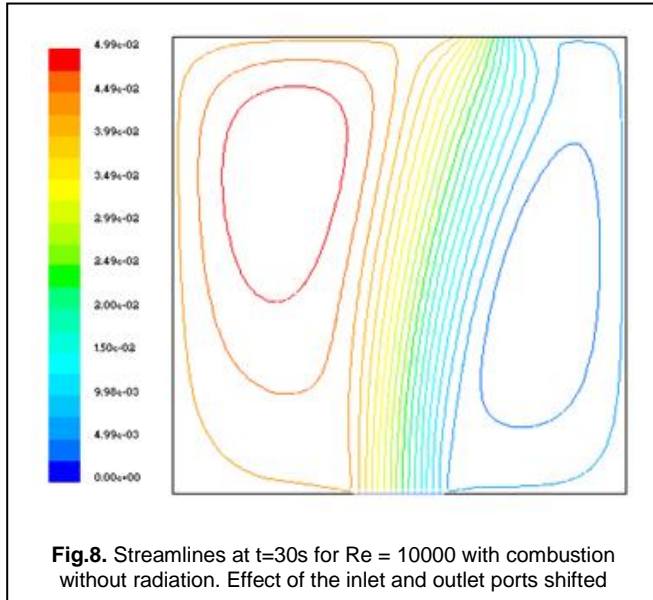 4.99e-02
4.49e-02
3.99e-02
3.49e-02
2.99e-02
2.49e-02
2.00e-02
1.50e-02
9.98e-03
4.99e-03
0.00e+00
Fig.8. Streamlines at t=30s for Re = 10000 with combustion
without radiation. Effect of the inlet and outlet ports shifted